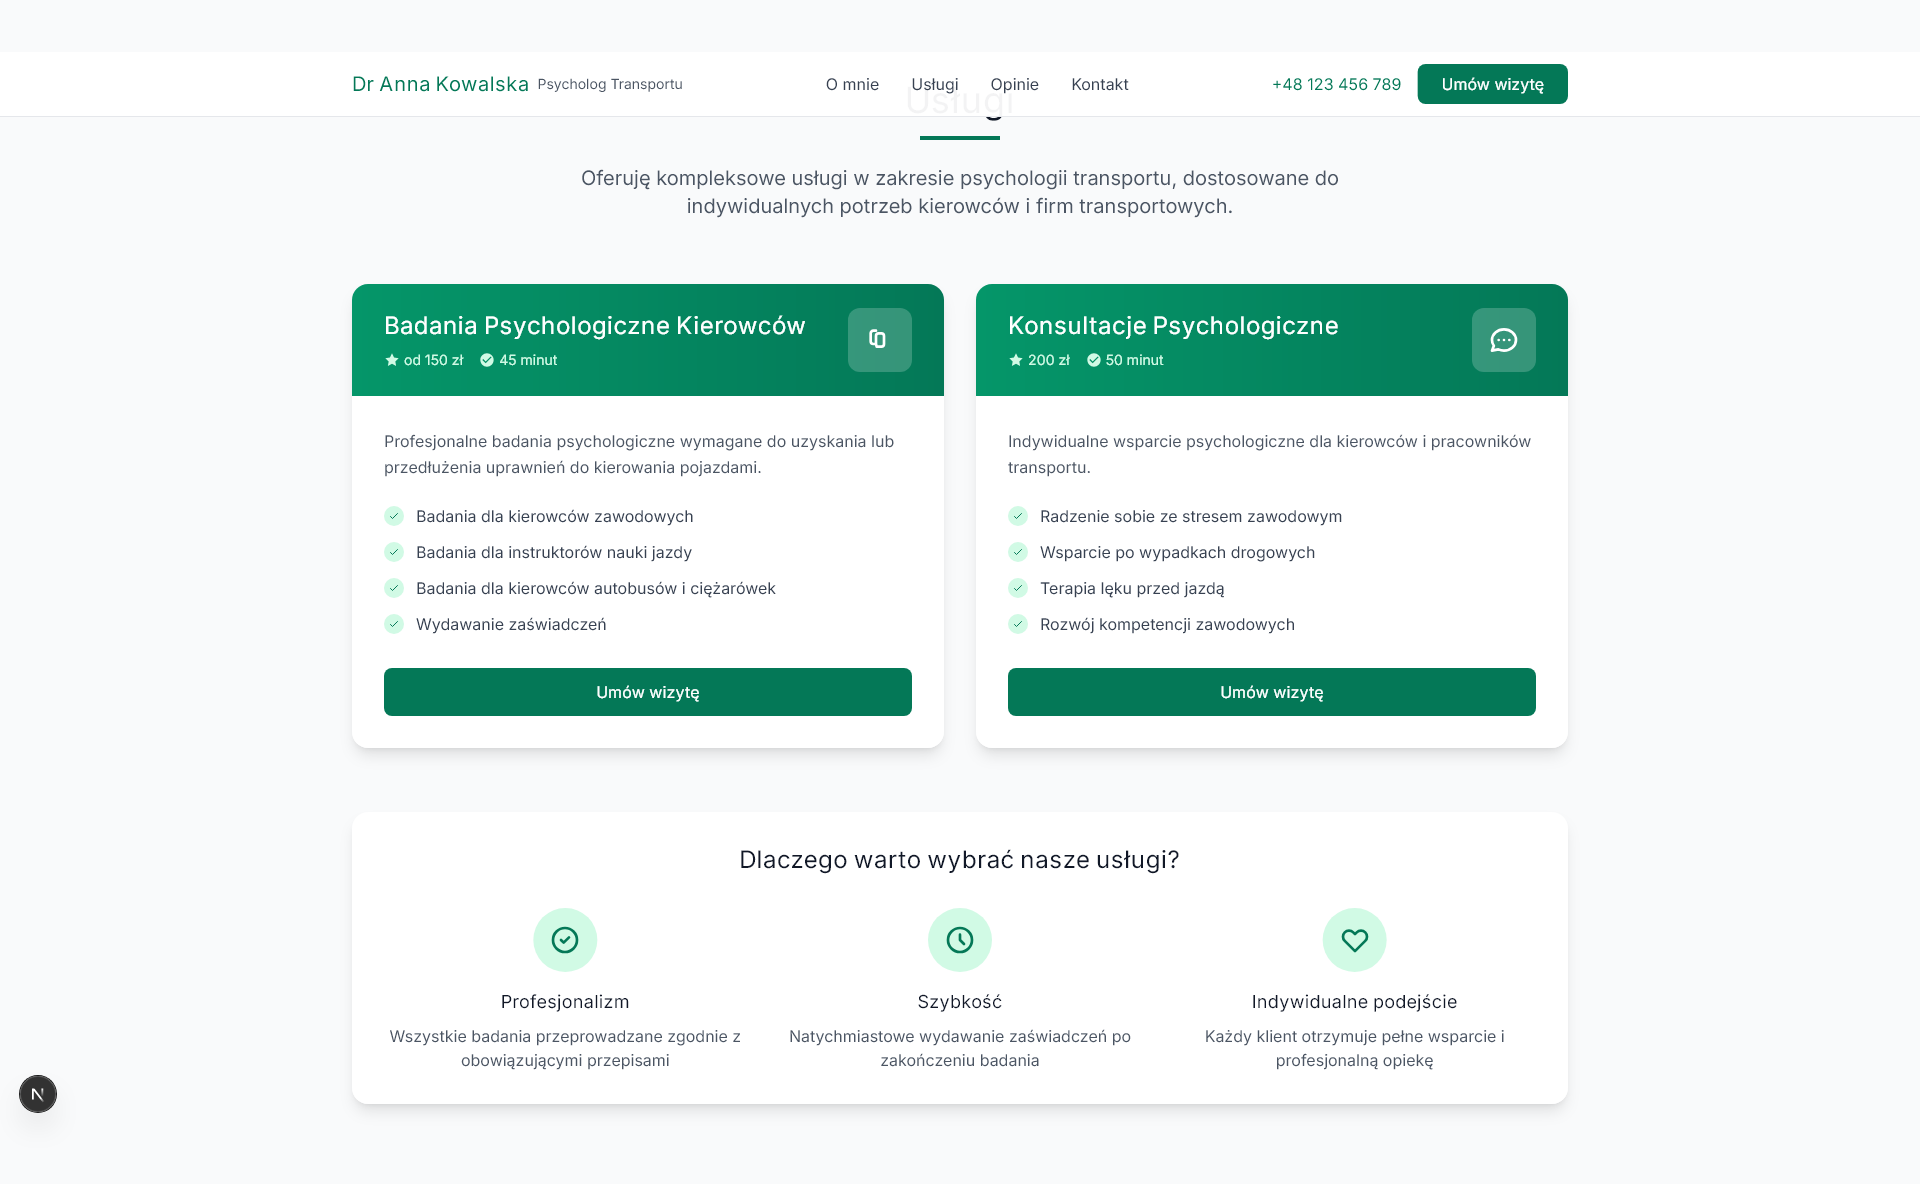 Dr Anna Kowalska Psycholog Transportu
O mnie Usługi Opinie Kontakt
+48 123 456 789
Umów wizytę
Usługi
Oferuję kompleksowe usługi w zakresie psychologii transportu, dostosowane do
indywidualnych potrzeb kierowców i firm transportowych.
Badania Psychologiczne Kierowców
od 150 zł 45 minut
Profesjonalne badania psychologiczne wymagane do uzyskania lub
przedłużenia uprawnień do kierowania pojazdami.
Badania dla kierowców zawodowych
Badania dla instruktorów nauki jazdy
Badania dla kierowców autobusów i ciężarówek
Wydawanie zaświadczeń
Umów wizytę
Konsultacje Psychologiczne
200 zł 50 minut
Indywidualne wsparcie psychologiczne dla kierowców i pracowników
transportu.
Radzenie sobie ze stresem zawodowym
Wsparcie po wypadkach drogowych
Terapia lęku przed jazdą
Rozwój kompetencji zawodowych
Umów wizytę
Dlaczego warto wybrać nasze usługi?
Profesjonalizm
Wszystkie badania przeprowadzane zgodnie z
obowiązującymi przepisami
Szybkość
Natychmiastowe wydawanie zaświadczeń po
zakończeniu badania
Indywidualne podejście
Każdy klient otrzymuje pełne wsparcie i
profesjonalną opiekę
N